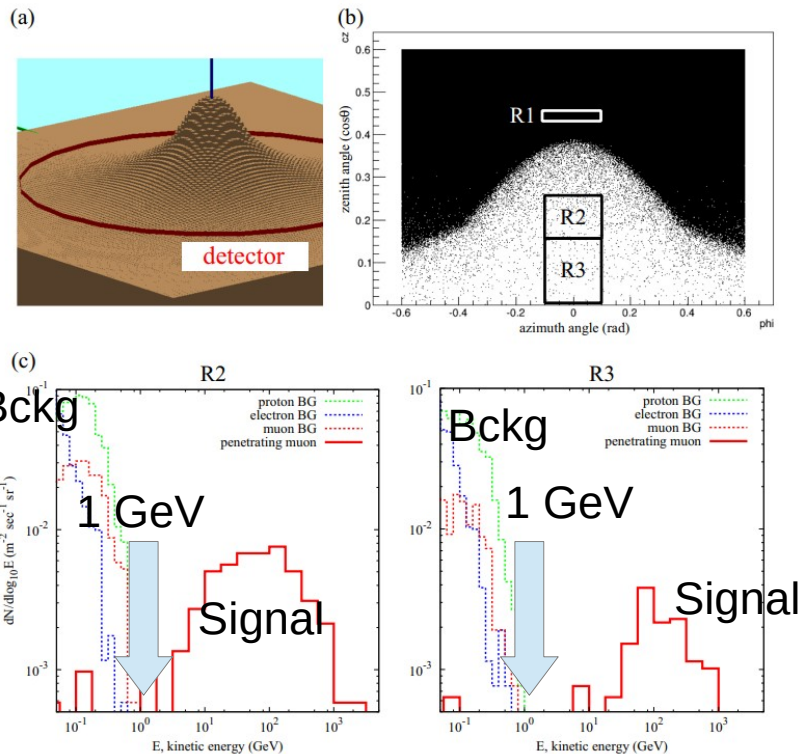 (a)
detector
(b)
cz
zenith angle (cosθ)
0.6
0.5
0.4
0.3
0.2
0.1
0
R1
R2
R3
-0.6
-0.4
-0.2
0
0.2
0.4
0.6
azimuth angle (rad)
phi
(c)
R2
10⁻¹
10⁻²
10⁻³
dN/dlog₁₀E (m⁻² sec⁻¹ sr⁻¹)
Bckg
proton BG
electron BG
muon BG
penetrating muon
1 GeV
Signal
10⁻¹
10⁰
10¹
10²
10³
E, kinetic energy (GeV)
R3
10⁻¹
10⁻²
10⁻³
Bckg
proton BG
electron BG
muon BG
penetrating muon
1 GeV
Signal
10⁻¹
10⁰
10¹
10²
10³
E, kinetic energy (GeV)